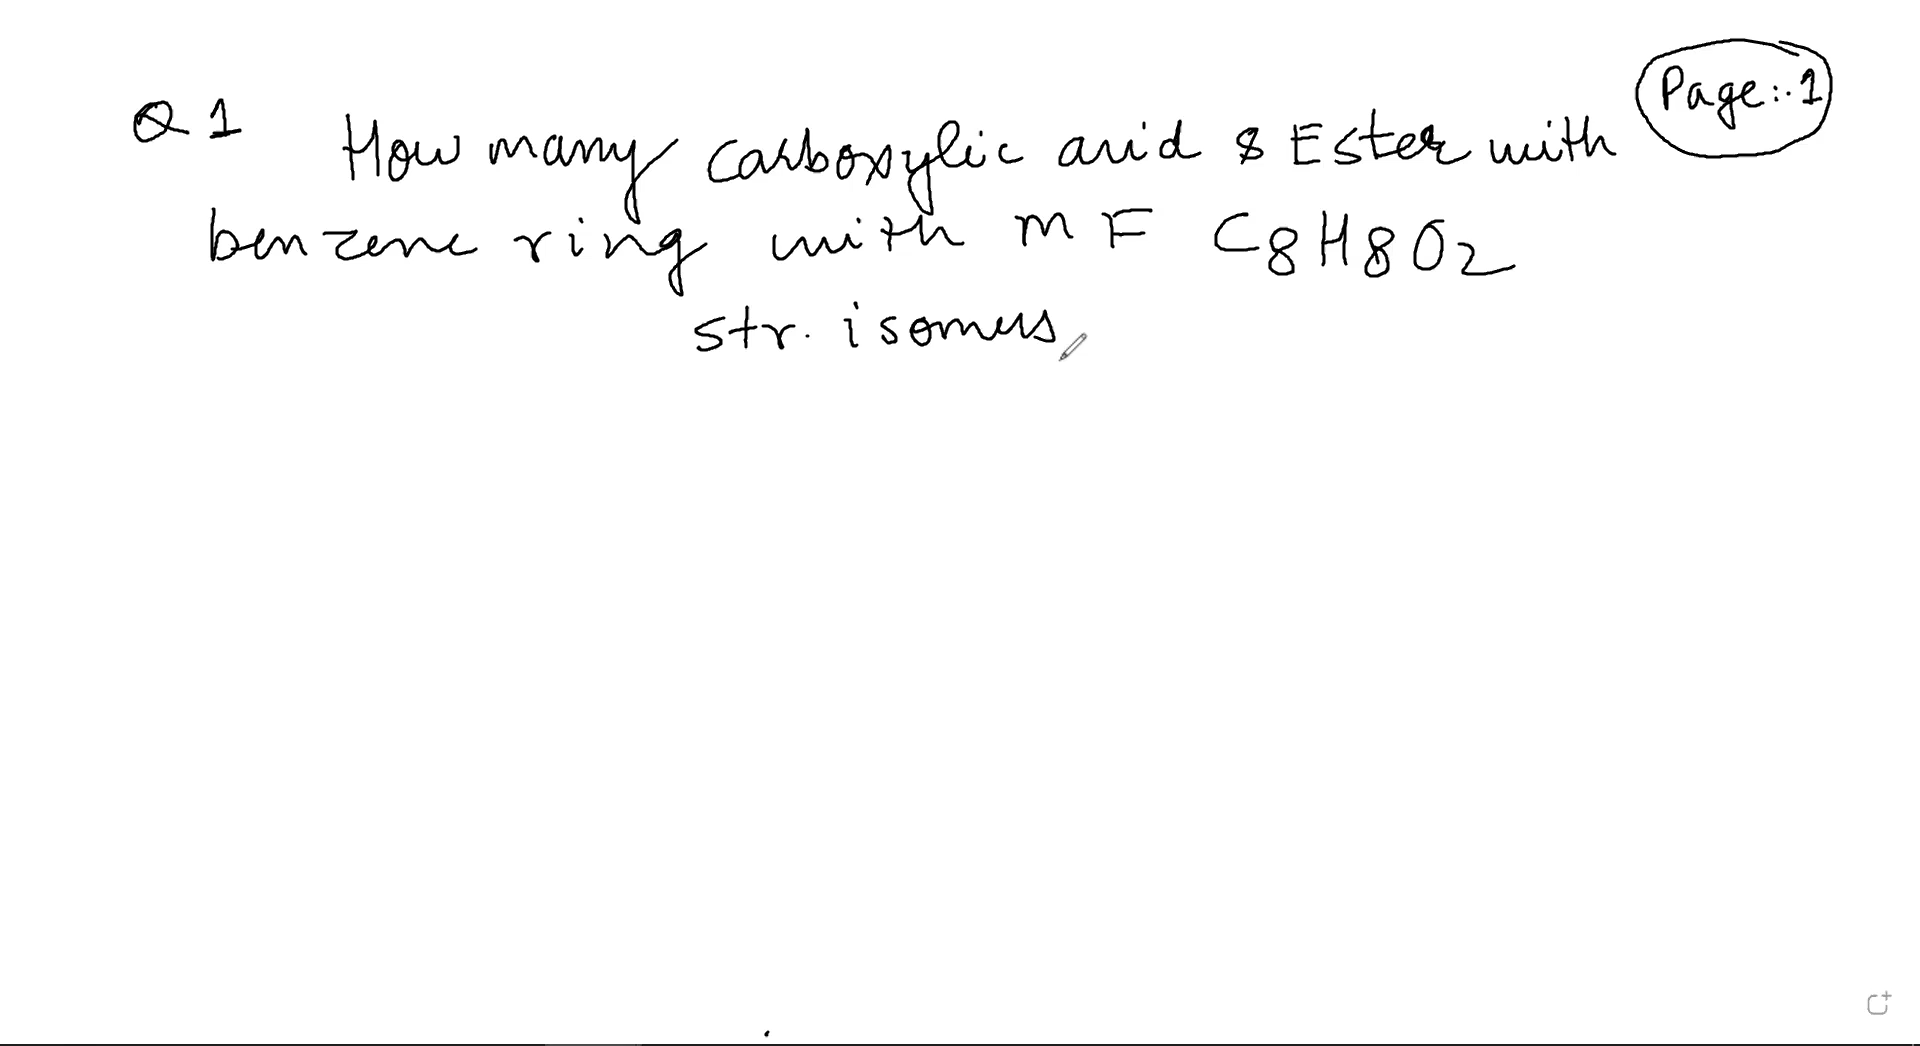 Page:-1
Q 1 How many carboxylic acid & Ester with
benzene ring with MF C8H8O2
str. isomers